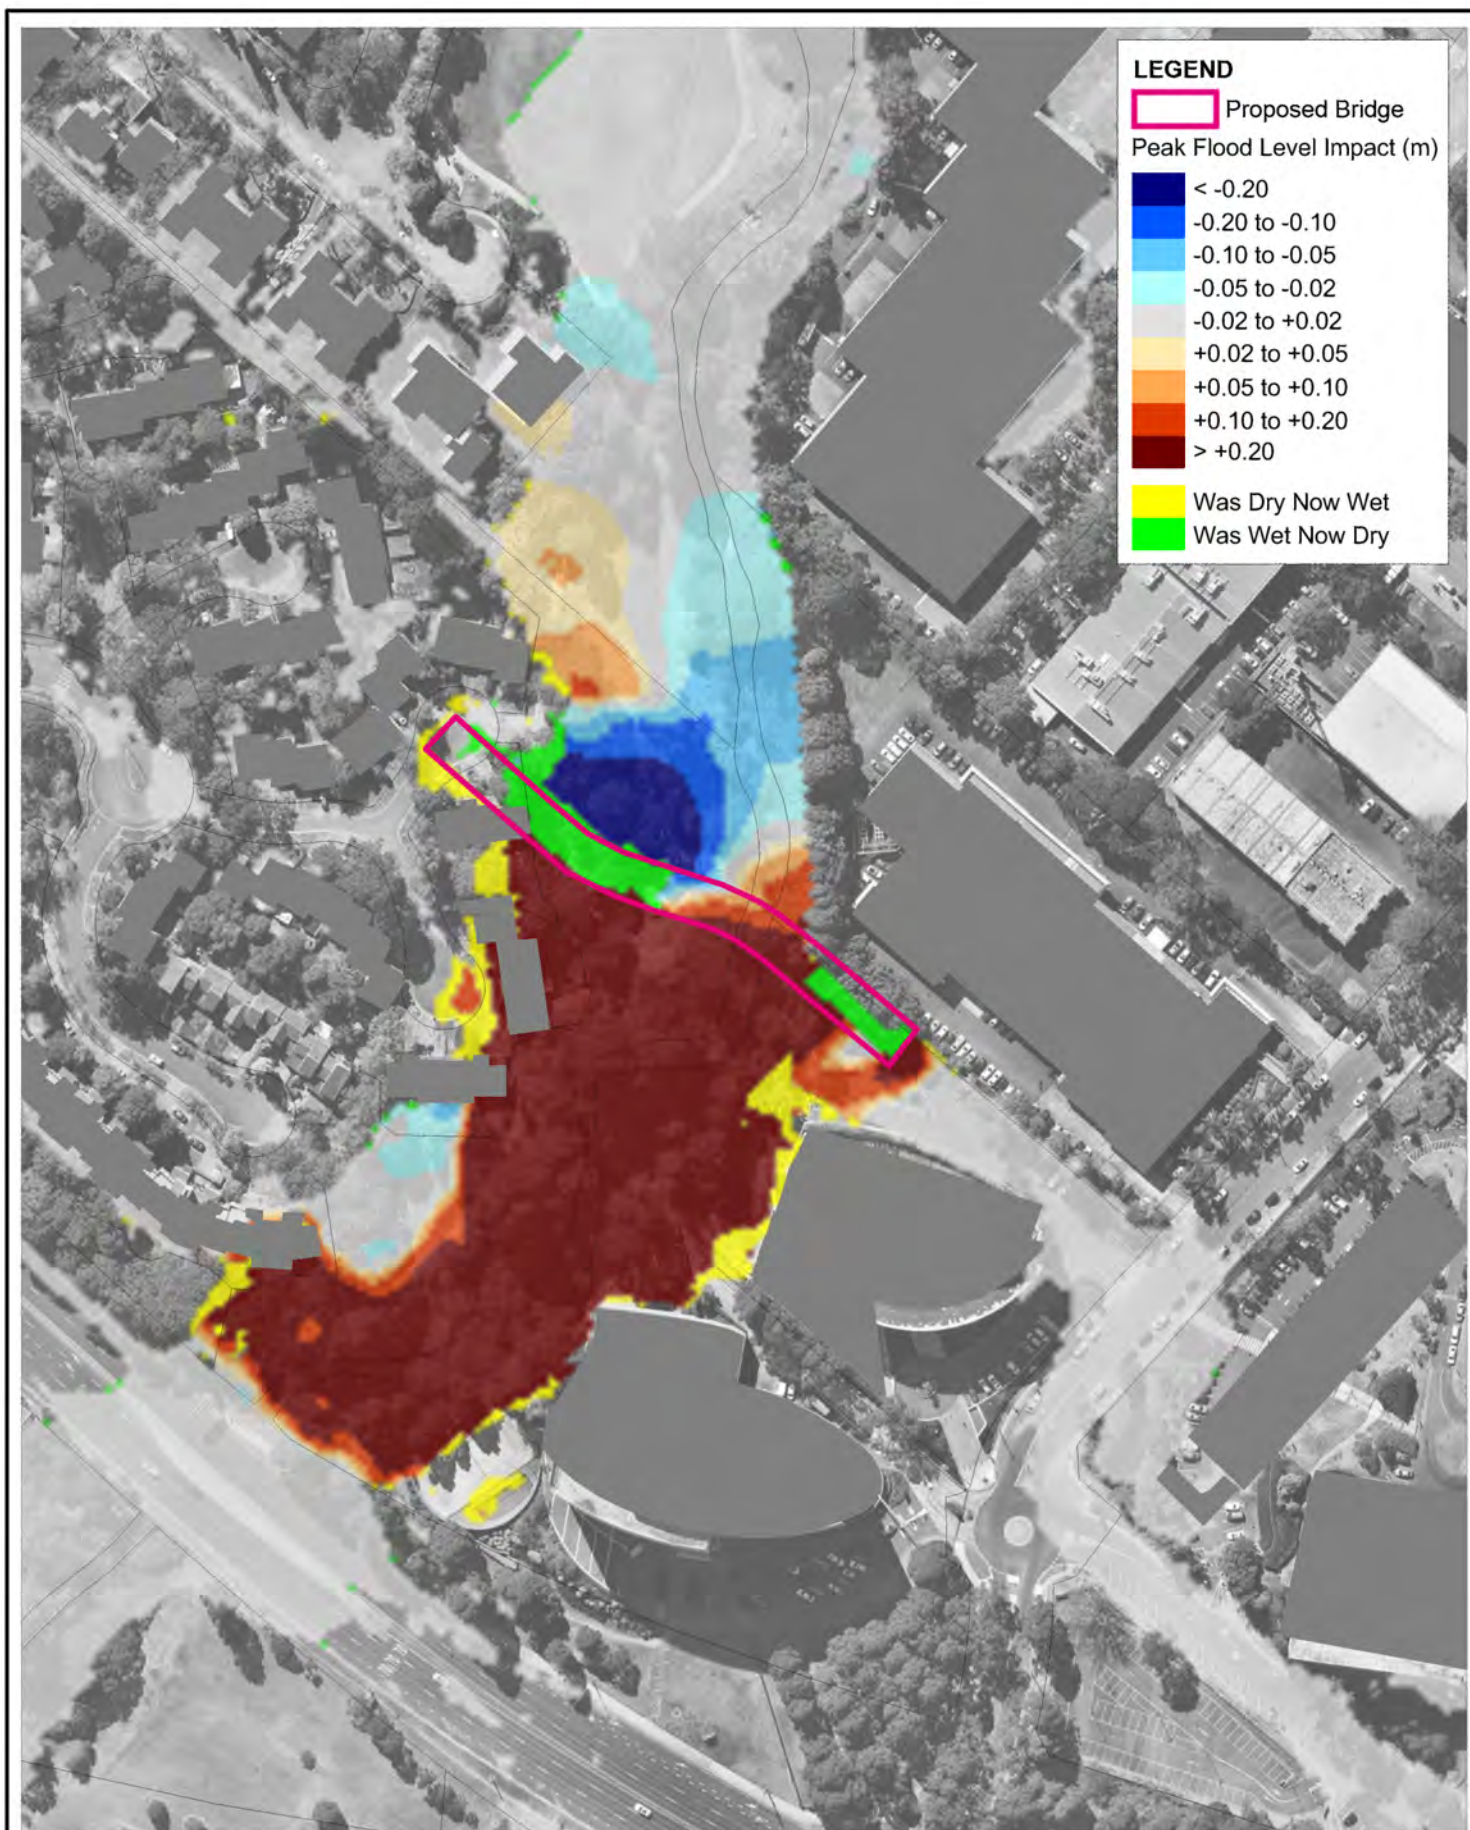 LEGEND
Proposed Bridge
Peak Flood Level Impact (m)
< -0.20
-0.20 to -0.10
-0.10 to -0.05
-0.05 to -0.02
-0.02 to +0.02
+0.02 to +0.05
+0.05 to +0.10
+0.10 to +0.20
> +0.20
Was Dry Now Wet
Was Wet Now Dry